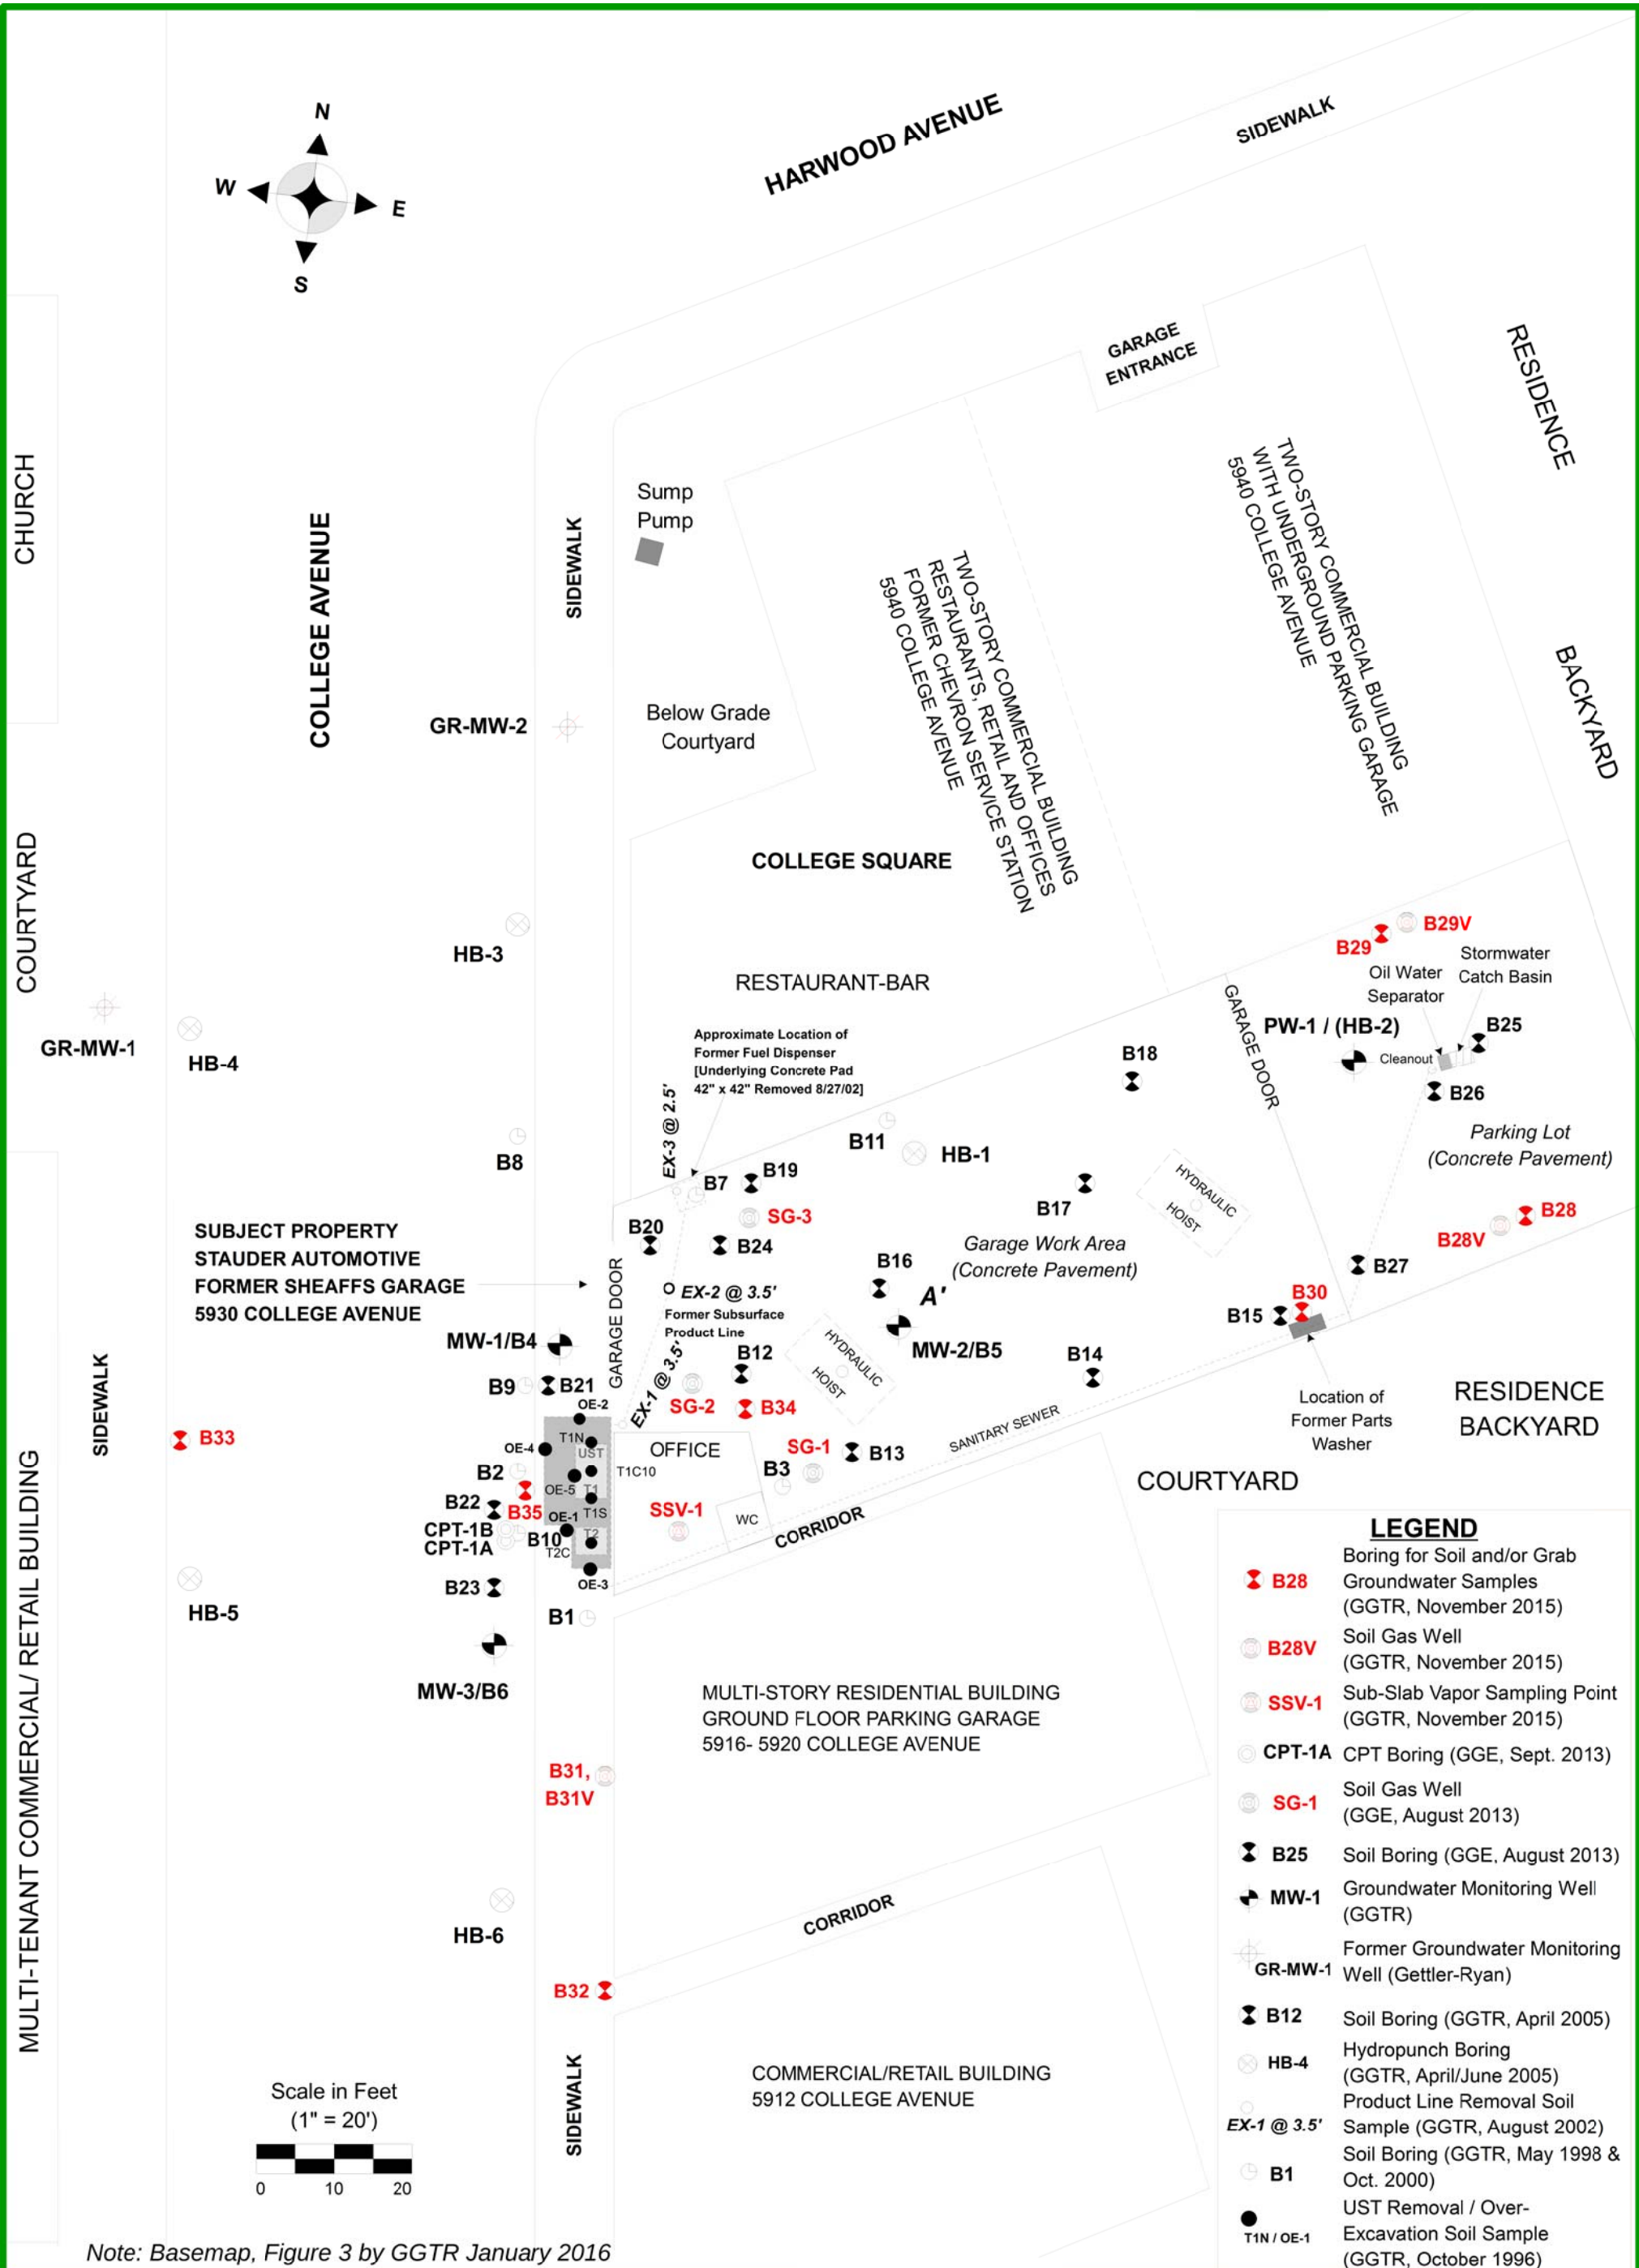 N
W
E
S
HARWOOD AVENUE
SIDEWALK
GARAGE
ENTRANCE
RESIDENCE
BACKYARD
CHURCH
COLLEGE AVENUE
SIDEWALK
Sump
Pump
TWO-STORY COMMERCIAL BUILDING
WITH UNDERGROUND PARKING GARAGE
5940 COLLEGE AVENUE
TWO-STORY COMMERCIAL BUILDING
RESTAURANTS, RETAIL AND OFFICES
FORMER CHEVRON SERVICE STATION
5940 COLLEGE AVENUE
GR-MW-2
Below Grade
Courtyard
COLLEGE SQUARE
COURTYARD
HB-3
RESTAURANT-BAR
B29
B29V
Oil Water
Separator
Stormwater
Catch Basin
GARAGE DOOR
PW-1 / (HB-2)
Cleanout
B25
B26
GR-MW-1
HB-4
Approximate Location of
Former Fuel Dispenser
[Underlying Concrete Pad
42" x 42" Removed 8/27/02]
B18
EX-3 @ 2.5'
B11
HB-1
Parking Lot
(Concrete Pavement)
B8
B7
B19
SG-3
B17
HYDRAULIC
HOIST
B28
B28V
SUBJECT PROPERTY
STAUDER AUTOMOTIVE
FORMER SHEAFFS GARAGE
5930 COLLEGE AVENUE
B20
B24
Garage Work Area
(Concrete Pavement)
B16
B27
GARAGE DOOR
EX-2 @ 3.5'
Former Subsurface
Product Line
A'
B30
B15
MW-1/B4
B12
HYDRAULIC
HOIST
MW-2/B5
B14
EX-1 @ 3.5'
B9
B21
OE-2
SG-2
B34
Location of
Former Parts
Washer
RESIDENCE
BACKYARD
SIDEWALK
B33
T1N
OE-4
UST
OFFICE
SG-1
B13
SANITARY SEWER
B2
T1C10
B3
COURTYARD
OE-5
T1
B22
B35
OE-1
T1S
SSV-1
WC
CORRIDOR
CPT-1B
CPT-1A
B10
T2
T2C
B23
OE-3
HB-5
B1
MW-3/B6
MULTI-TENANT COMMERCIAL/ RETAIL BUILDING
MULTI-STORY RESIDENTIAL BUILDING
GROUND FLOOR PARKING GARAGE
5916- 5920 COLLEGE AVENUE
B31,
B31V
HB-6
CORRIDOR
B32
SIDEWALK
COMMERCIAL/RETAIL BUILDING
5912 COLLEGE AVENUE
Scale in Feet
(1" = 20')
0 10 20
Note: Basemap, Figure 3 by GGTR January 2016
LEGEND
B28
Boring for Soil and/or Grab
Groundwater Samples
(GGTR, November 2015)
B28V
Soil Gas Well
(GGTR, November 2015)
SSV-1
Sub-Slab Vapor Sampling Point
(GGTR, November 2015)
CPT-1A CPT Boring (GGE, Sept. 2013)
SG-1
Soil Gas Well
(GGE, August 2013)
B25 Soil Boring (GGE, August 2013)
MW-1
Groundwater Monitoring Well
(GGTR)
GR-MW-1
Former Groundwater Monitoring
Well (Gettler-Ryan)
B12 Soil Boring (GGTR, April 2005)
HB-4
Hydropunch Boring
(GGTR, April/June 2005)
EX-1 @ 3.5'
Product Line Removal Soil
Sample (GGTR, August 2002)
B1
Soil Boring (GGTR, May 1998 &
Oct. 2000)
T1N / OE-1
UST Removal / Over-
Excavation Soil Sample
(GGTR, October 1996)